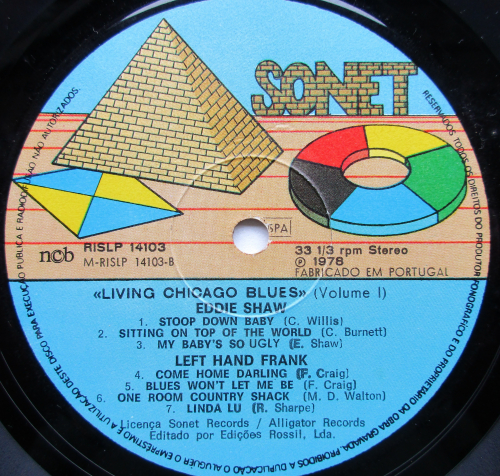 SONET
SPA
ncb
RISLP 14103
M-RISLP 14103-B
33 1/3 rpm Stereo
Ⓟ 1978
FABRICADO EM PORTUGAL
«LIVING CHICAGO BLUES» (Volume I)
EDDIE SHAW
1. STOOP DOWN BABY (C. Willis)
2. SITTING ON TOP OF THE WORLD (C. Burnett)
3. MY BABY'S SO UGLY (E. Shaw)
LEFT HAND FRANK
4. COME HOME DARLING (F. Craig)
5. BLUES WON'T LET ME BE (F. Craig)
6. ONE ROOM COUNTRY SHACK (M. D. Walton)
7. LINDA LU (R. Sharpe)
Licença Sonet Records / Alligator Records
Editado por Edições Rossil, Lda.
RESERVADOS TODOS OS DIREITOS DO PRODUTOR FONOGRÁFICO E DO PROPRIETÁRIO DA OBRA GRAVADA. PROIBIDOS A DUPLICAÇÃO O ALUGUER O EMPRÉSTIMO E A UTILIZAÇÃO DESTE DISCO PARA EXECUÇÃO PÚBLICA E RADIODIFUSÃO NÃO AUTORIZADOS.